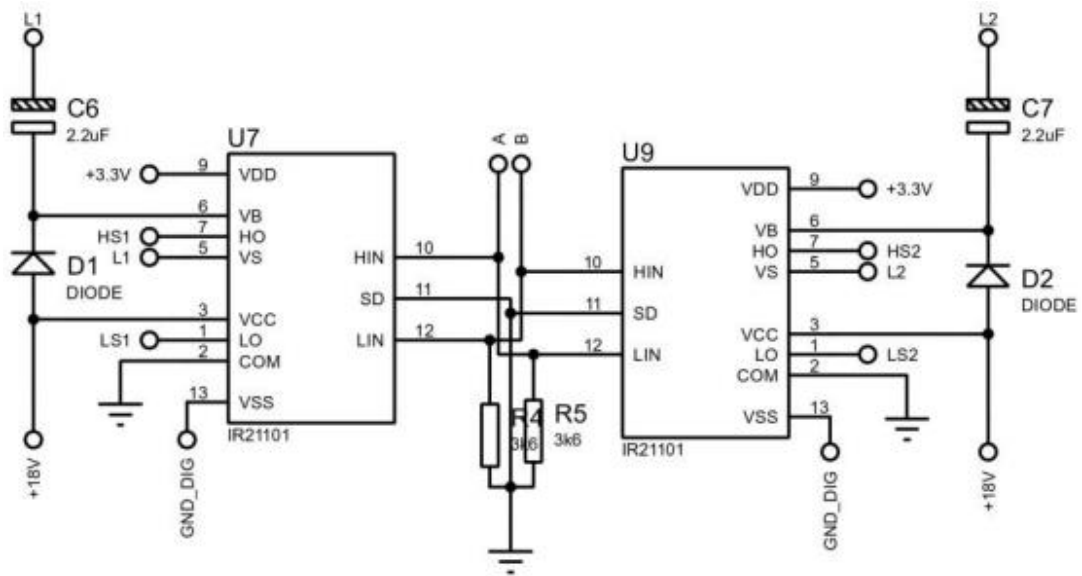 L1
C6
2.2uF
U7
+3.3V
9
VDD
6
VB
HS1
7
HO
L1
5
VS
D1
DIODE
3
VCC
LS1
1
LO
2
COM
13
VSS
IR21101
+18V
GND_DIG
HIN
10
SD
11
LIN
12
A
B
R4
3k6
R5
3k6
L2
C7
2.2uF
U9
VDD
9
+3.3V
VB
6
HO
7
HS2
VS
5
L2
10
HIN
11
SD
12
LIN
D2
DIODE
VCC
3
LO
1
LS2
COM
2
VSS
13
IR21101
GND_DIG
+18V